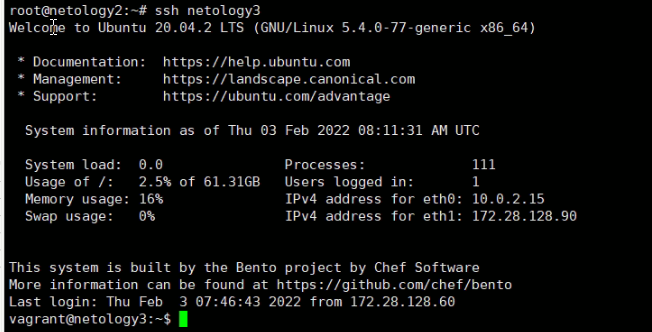 root@netology2:~# ssh netology3
Welcome to Ubuntu 20.04.2 LTS (GNU/Linux 5.4.0-77-generic x86_64)
* Documentation:  https://help.ubuntu.com
* Management:     https://landscape.canonical.com
* Support:        https://ubuntu.com/advantage
System information as of Thu 03 Feb 2022 08:11:31 AM UTC
System load:  0.0                Processes:             111
Usage of /:   2.5% of 61.31GB   Users logged in:       1
Memory usage: 16%                IPv4 address for eth0: 10.0.2.15
Swap usage:   0%                 IPv4 address for eth1: 172.28.128.90
This system is built by the Bento project by Chef Software
More information can be found at https://github.com/chef/bento
Last login: Thu Feb  3 07:46:43 2022 from 172.28.128.60
vagrant@netology3:~$